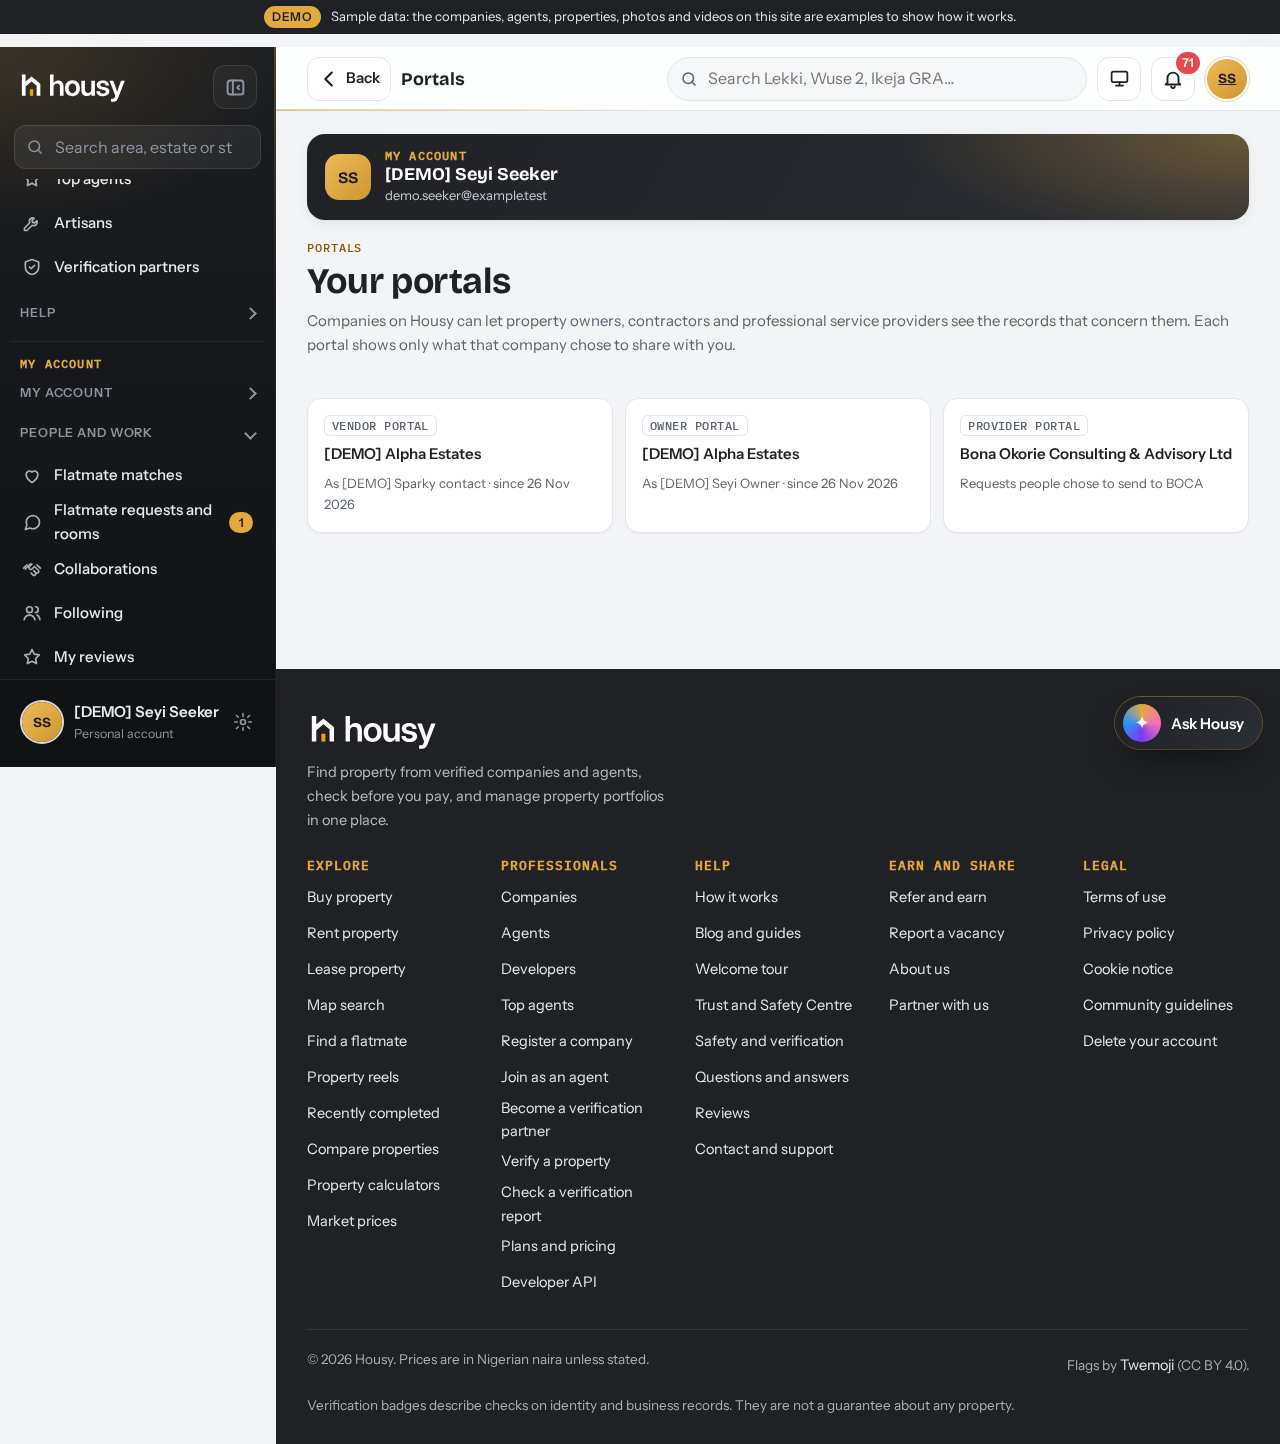 DEMO Sample data: the companies, agents, properties, photos and videos on this site are examples to show how it works.
housy
Search area, estate or st
Top agents
Artisans
Verification partners
HELP
MY ACCOUNT
MY ACCOUNT
PEOPLE AND WORK
Flatmate matches
Flatmate requests and
rooms
1
Collaborations
Following
My reviews
SS
[DEMO] Seyi Seeker
Personal account
Back
Portals
Search Lekki, Wuse 2, Ikeja GRA...
71
SS
SS
MY ACCOUNT
[DEMO] Seyi Seeker
demo.seeker@example.test
PORTALS
Your portals
Companies on Housy can let property owners, contractors and professional service providers see the records that concern them. Each
portal shows only what that company chose to share with you.
VENDOR PORTAL
[DEMO] Alpha Estates
As [DEMO] Sparky contact · since 26 Nov
2026
OWNER PORTAL
[DEMO] Alpha Estates
As [DEMO] Seyi Owner · since 26 Nov 2026
PROVIDER PORTAL
Bona Okorie Consulting & Advisory Ltd
Requests people chose to send to BOCA
housy
Find property from verified companies and agents,
check before you pay, and manage property portfolios
in one place.
Ask Housy
EXPLORE
Buy property
Rent property
Lease property
Map search
Find a flatmate
Property reels
Recently completed
Compare properties
Property calculators
Market prices
PROFESSIONALS
Companies
Agents
Developers
Top agents
Register a company
Join as an agent
Become a verification
partner
Verify a property
Check a verification
report
Plans and pricing
Developer API
HELP
How it works
Blog and guides
Welcome tour
Trust and Safety Centre
Safety and verification
Questions and answers
Reviews
Contact and support
EARN AND SHARE
Refer and earn
Report a vacancy
About us
Partner with us
LEGAL
Terms of use
Privacy policy
Cookie notice
Community guidelines
Delete your account
© 2026 Housy. Prices are in Nigerian naira unless stated.
Flags by Twemoji (CC BY 4.0).
Verification badges describe checks on identity and business records. They are not a guarantee about any property.